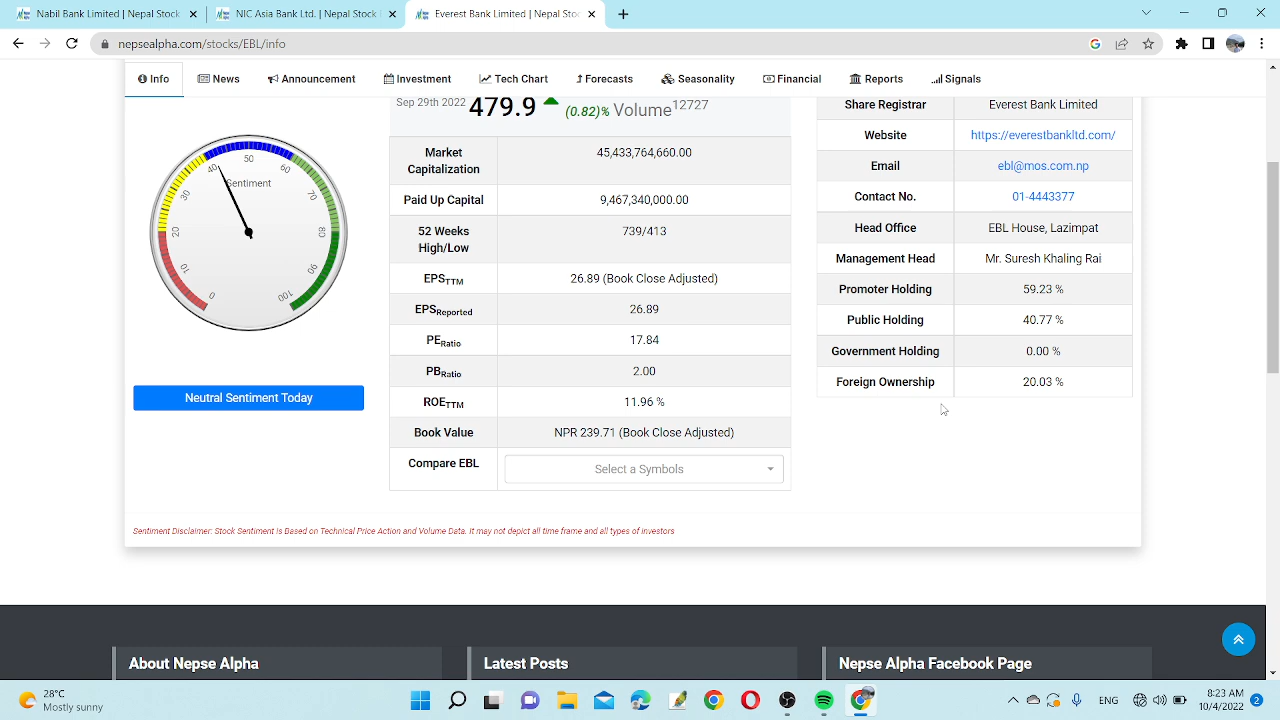 Nabil Bank Limited | Nepal Stock
NIC Asia Bank Ltd. | Nepal Stock
Everest Bank Limited | Nepal Stoc
nepsealpha.com/stocks/EBL/info
Info
News
Announcement
Investment
Tech Chart
Forecasts
Seasonality
Financial
Reports
Signals
Sep 29th 2022 479.9 (0.82)% Volume 12727
0 10 20 30 40 50 60 70 80 90 100
Sentiment
Neutral Sentiment Today
Market Capitalization 45,433,764,660.00
Paid Up Capital 9,467,340,000.00
52 Weeks High/Low 739/413
EPSTTM 26.89 (Book Close Adjusted)
EPSReported 26.89
PERatio 17.84
PBRatio 2.00
ROETTM 11.96 %
Book Value NPR 239.71 (Book Close Adjusted)
Compare EBL Select a Symbols
Share Registrar Everest Bank Limited
Website https://everestbankltd.com/
Email ebl@mos.com.np
Contact No. 01-4443377
Head Office EBL House, Lazimpat
Management Head Mr. Suresh Khaling Rai
Promoter Holding 59.23 %
Public Holding 40.77 %
Government Holding 0.00 %
Foreign Ownership 20.03 %
Sentiment Disclaimer: Stock Sentiment Is Based on Technical Price Action and Volume Data. It may not depict all time frame and all types of investors
About Nepse Alpha
Latest Posts
Nepse Alpha Facebook Page
28°C
Mostly sunny
ENG
8:23 AM
10/4/2022
2